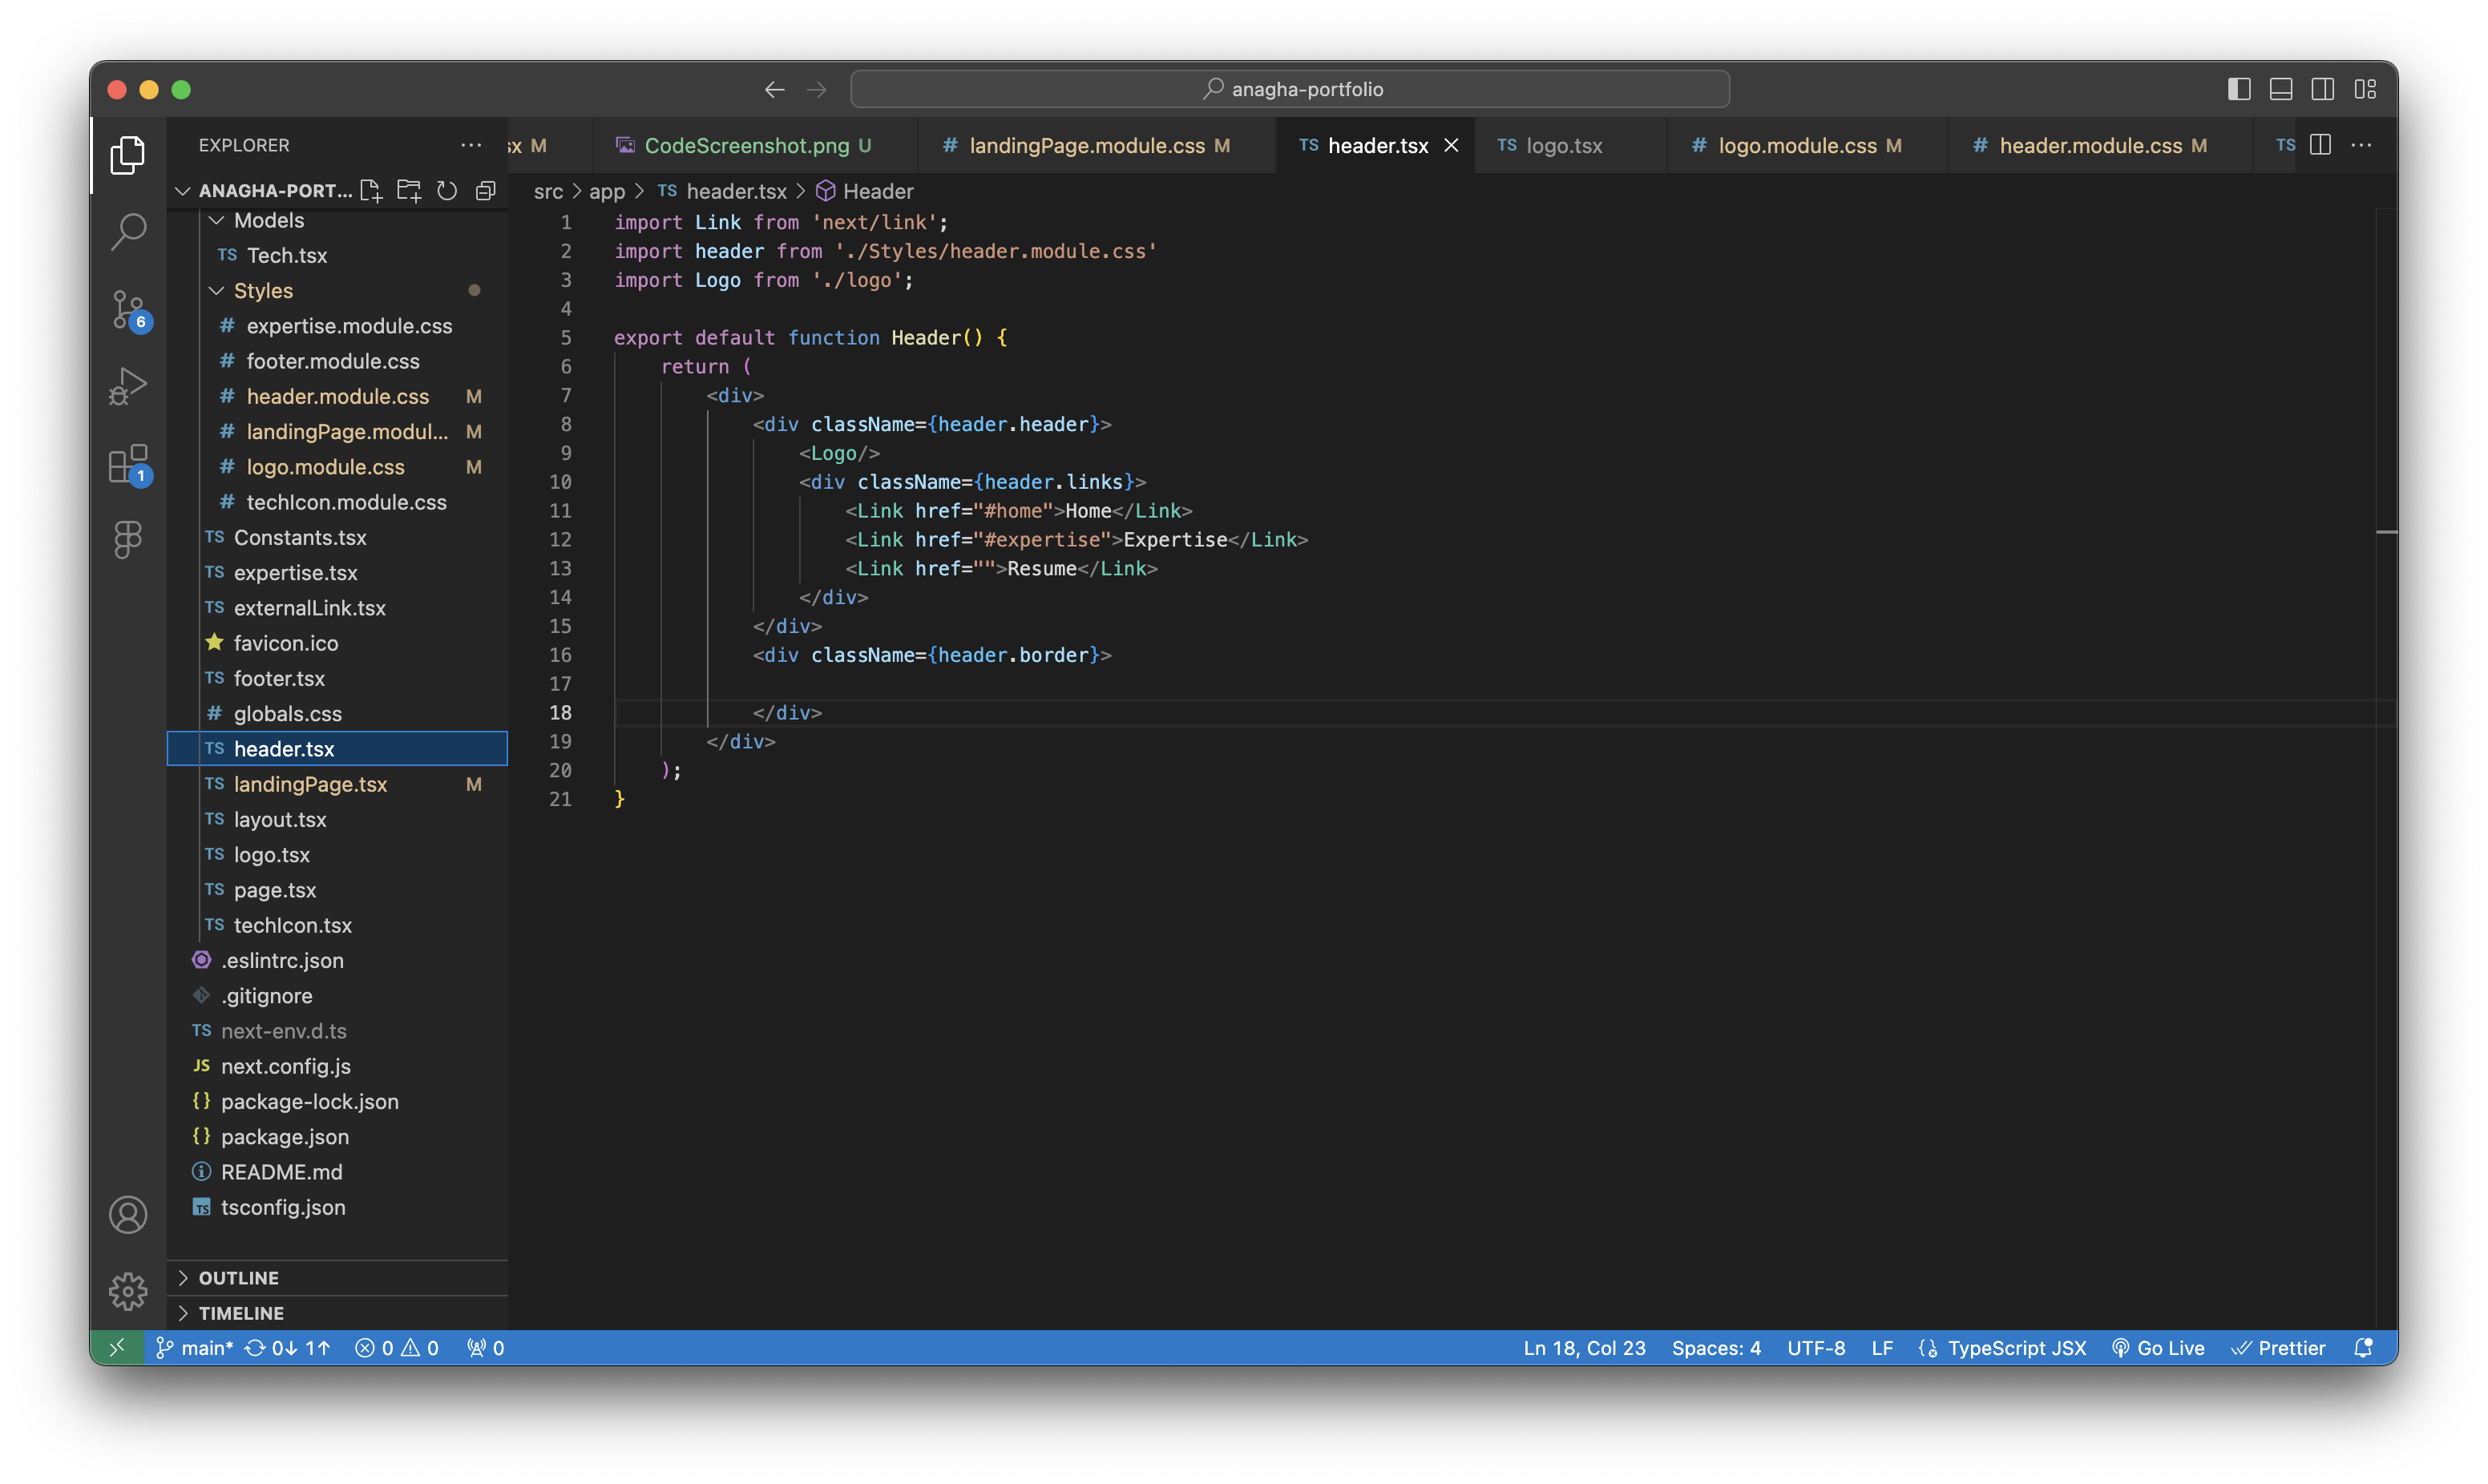 anagha-portfolio
EXPLORER
sx M
CodeScreenshot.png U
# landingPage.module.css M
TS header.tsx
TS logo.tsx
# logo.module.css M
# header.module.css M
TS
ANAGHA-PORT...
src > app > TS header.tsx > Header
Models
TS Tech.tsx
Styles
# expertise.module.css
# footer.module.css
# header.module.css M
# landingPage.modul... M
# logo.module.css M
# techIcon.module.css
TS Constants.tsx
TS expertise.tsx
TS externalLink.tsx
favicon.ico
TS footer.tsx
# globals.css
TS header.tsx
TS landingPage.tsx M
TS layout.tsx
TS logo.tsx
TS page.tsx
TS techIcon.tsx
.eslintrc.json
.gitignore
TS next-env.d.ts
JS next.config.js
{} package-lock.json
{} package.json
README.md
TS tsconfig.json
OUTLINE
TIMELINE
6
1
1 import Link from 'next/link';
2 import header from './Styles/header.module.css'
3 import Logo from './logo';
4
5 export default function Header() {
6 return (
7 <div>
8 <div className={header.header}>
9 <Logo/>
10 <div className={header.links}>
11 <Link href="#home">Home</Link>
12 <Link href="#expertise">Expertise</Link>
13 <Link href="">Resume</Link>
14 </div>
15 </div>
16 <div className={header.border}>
17
18 </div>
19 </div>
20 );
21 }
main* 0↓ 1↑ 0 0 0
Ln 18, Col 23 Spaces: 4 UTF-8 LF TypeScript JSX Go Live Prettier